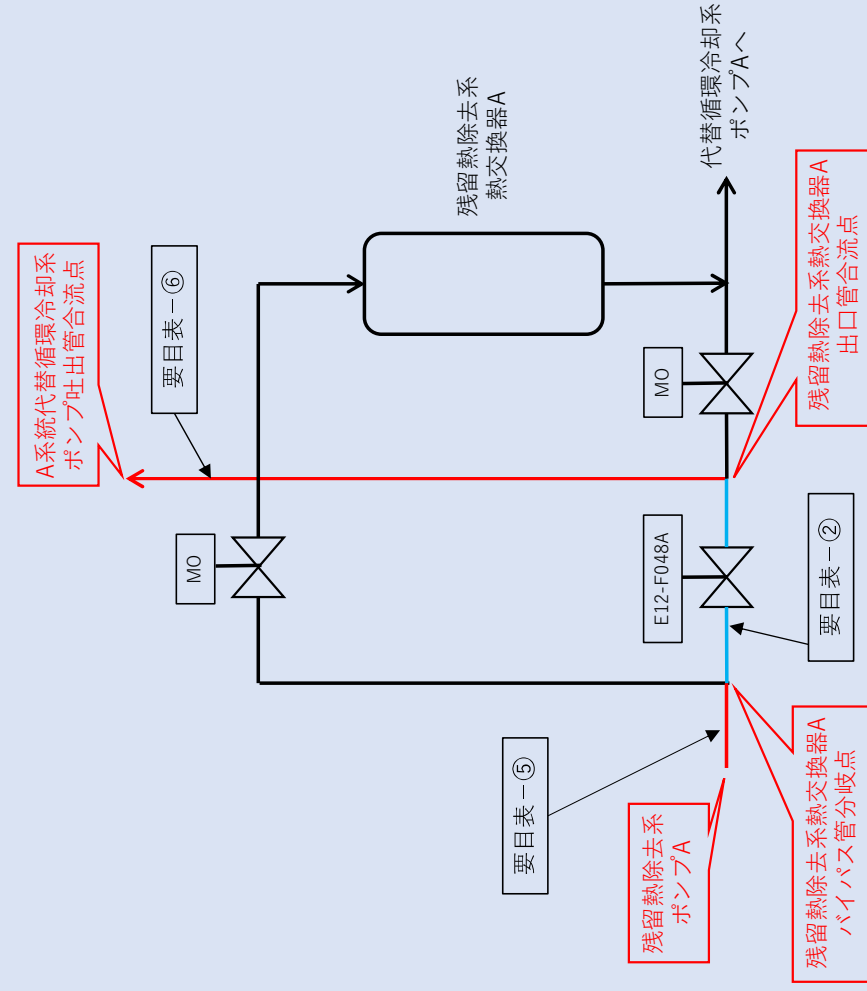 A系統代替循環冷却系
ポンプ吐出管合流点
要目表－⑥
MO
残留熱除去系
熱交換器A
代替循環冷却系
ポンプAへ
MO
残留熱除去系熱交換器A
出口管合流点
E12-F048A
要目表－②
要目表－⑤
残留熱除去系
ポンプA
残留熱除去系熱交換器A
バイパス管分岐点